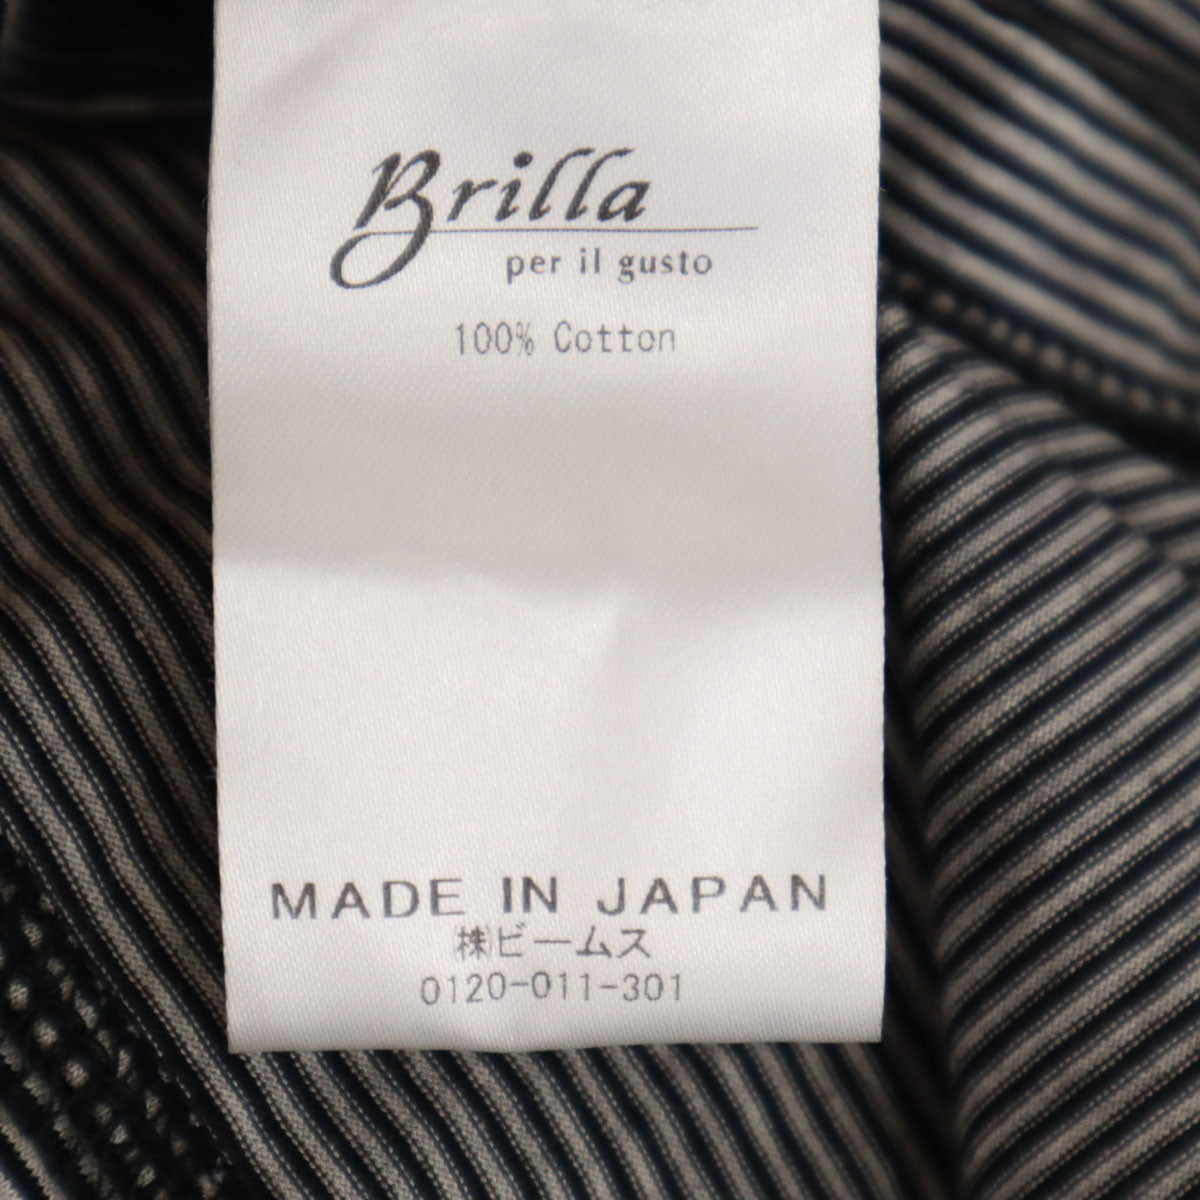 Brilla
per il gusto
100% Cotton
MADE IN JAPAN
㈱ビームス
0120-011-301